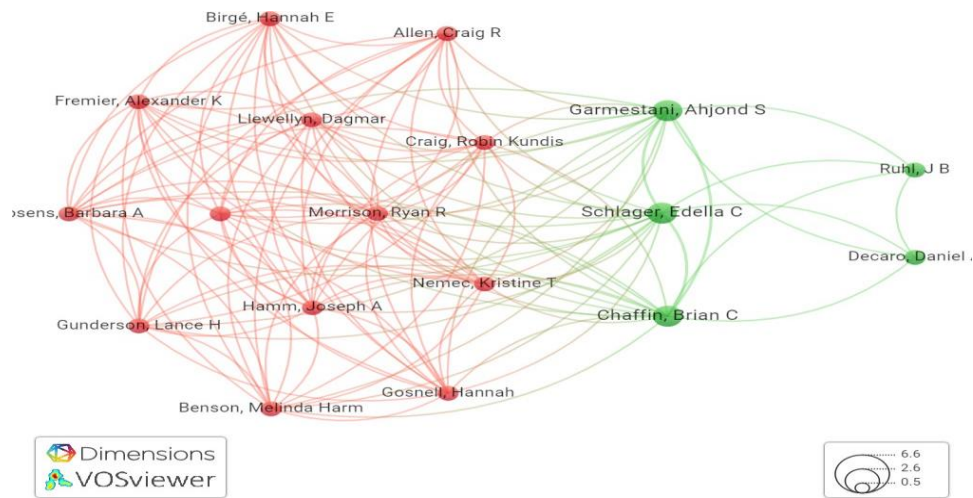 Birgé, Hannah E
Allen, Craig R
Fremier, Alexander K
Garmestani, Ahjond S
Llewellyn, Dagmar
Craig, Robin Kundis
Ruhl, J B
osens, Barbara A
Morrison, Ryan R
Schlager, Edella C
Decaro, Daniel A
Nemec, Kristine T
Hamm, Joseph A
Chaffin, Brian C
Gunderson, Lance H
Gosnell, Hannah
Benson, Melinda Harm
Dimensions
VOSviewer
6.6
2.6
0.5